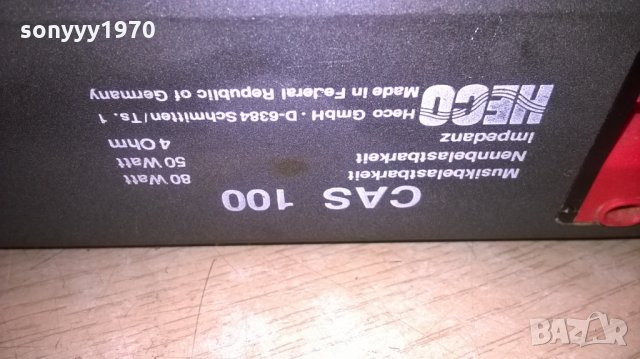 sonyyy1970
CAS 100
Musikbelastbarkeit 80 Watt
Nennbelastbarkeit 50 Watt
Impedanz 4 Ohm
HECO
Heco GmbH · D-6384 Schmitten/Ts. 1
Made in Federal Republic of Germany
BAZAR